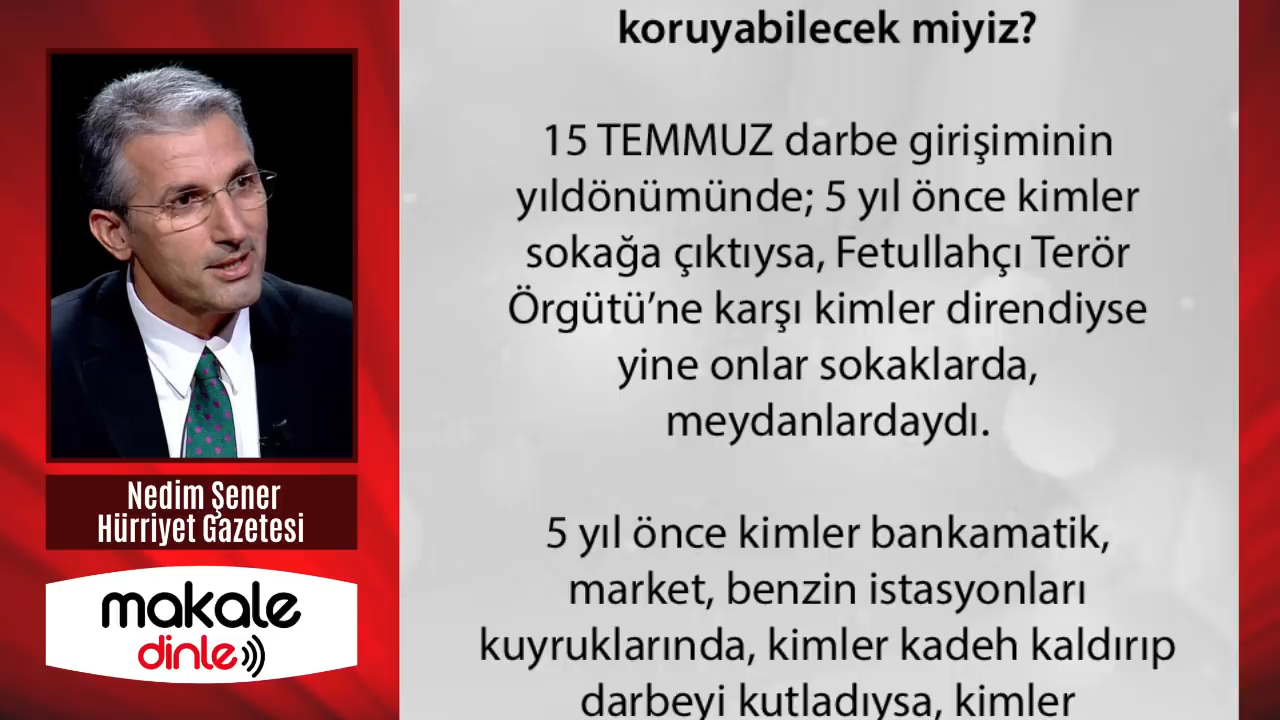 koruyabilecek miyiz?
15 TEMMUZ darbe girişiminin
yıldönümünde; 5 yıl önce kimler
sokağa çıktıysa, Fetullahçı Terör
Örgütü’ne karşı kimler direndiyse
yine onlar sokaklarda,
meydanlardaydı.
5 yıl önce kimler bankamatik,
market, benzin istasyonları
kuyruklarında, kimler kadeh kaldırıp
darbeyi kutladıysa, kimler
Nedim Şener
Hürriyet Gazetesi
makale
dinle